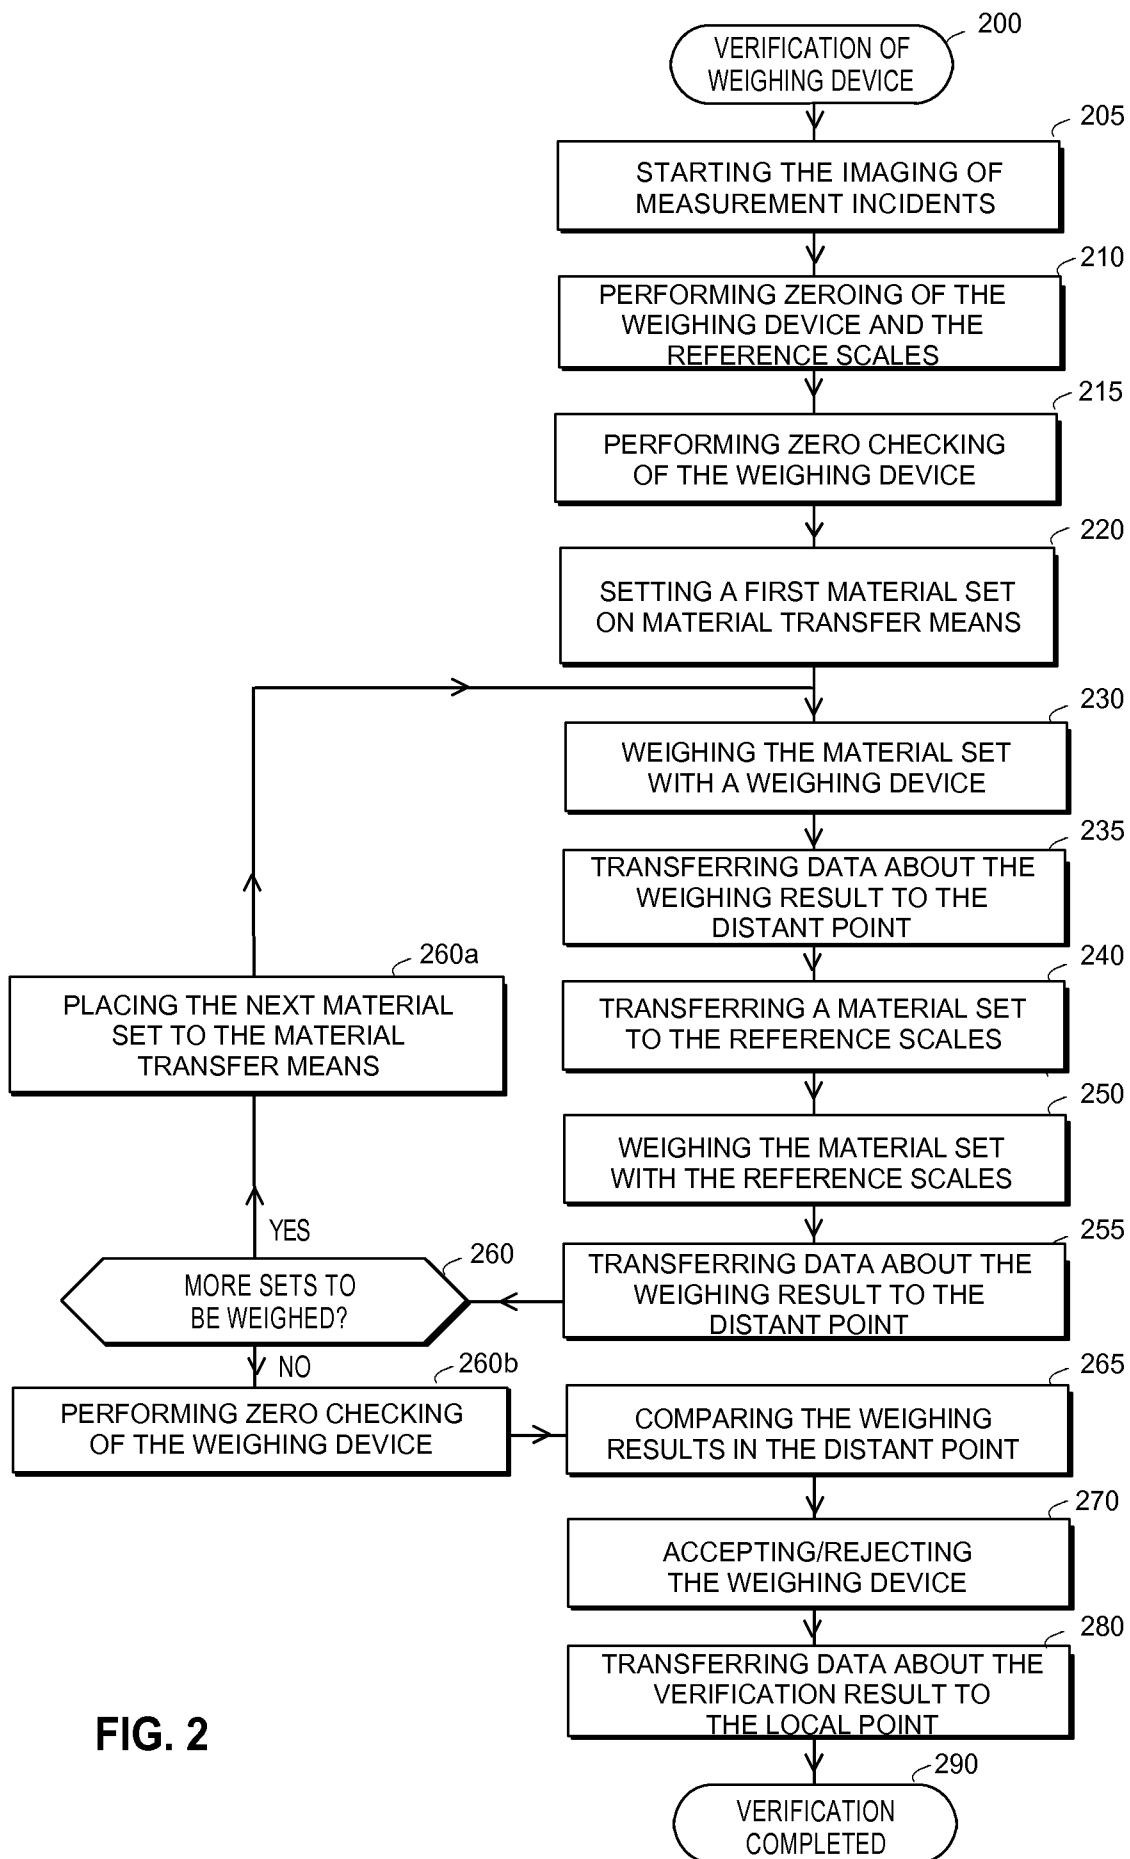 200
VERIFICATION OF
WEIGHING DEVICE
205
STARTING THE IMAGING OF
MEASUREMENT INCIDENTS
210
PERFORMING ZEROING OF THE
WEIGHING DEVICE AND THE
REFERENCE SCALES
215
PERFORMING ZERO CHECKING
OF THE WEIGHING DEVICE
220
SETTING A FIRST MATERIAL SET
ON MATERIAL TRANSFER MEANS
230
WEIGHING THE MATERIAL SET
WITH A WEIGHING DEVICE
235
TRANSFERRING DATA ABOUT THE
WEIGHING RESULT TO THE
DISTANT POINT
240
TRANSFERRING A MATERIAL SET
TO THE REFERENCE SCALES
250
WEIGHING THE MATERIAL SET
WITH THE REFERENCE SCALES
255
TRANSFERRING DATA ABOUT THE
WEIGHING RESULT TO THE
DISTANT POINT
260
MORE SETS TO
BE WEIGHED?
YES
260a
PLACING THE NEXT MATERIAL
SET TO THE MATERIAL
TRANSFER MEANS
NO
260b
PERFORMING ZERO CHECKING
OF THE WEIGHING DEVICE
265
COMPARING THE WEIGHING
RESULTS IN THE DISTANT POINT
270
ACCEPTING/REJECTING
THE WEIGHING DEVICE
280
TRANSFERRING DATA ABOUT THE
VERIFICATION RESULT TO
THE LOCAL POINT
290
VERIFICATION
COMPLETED
FIG. 2